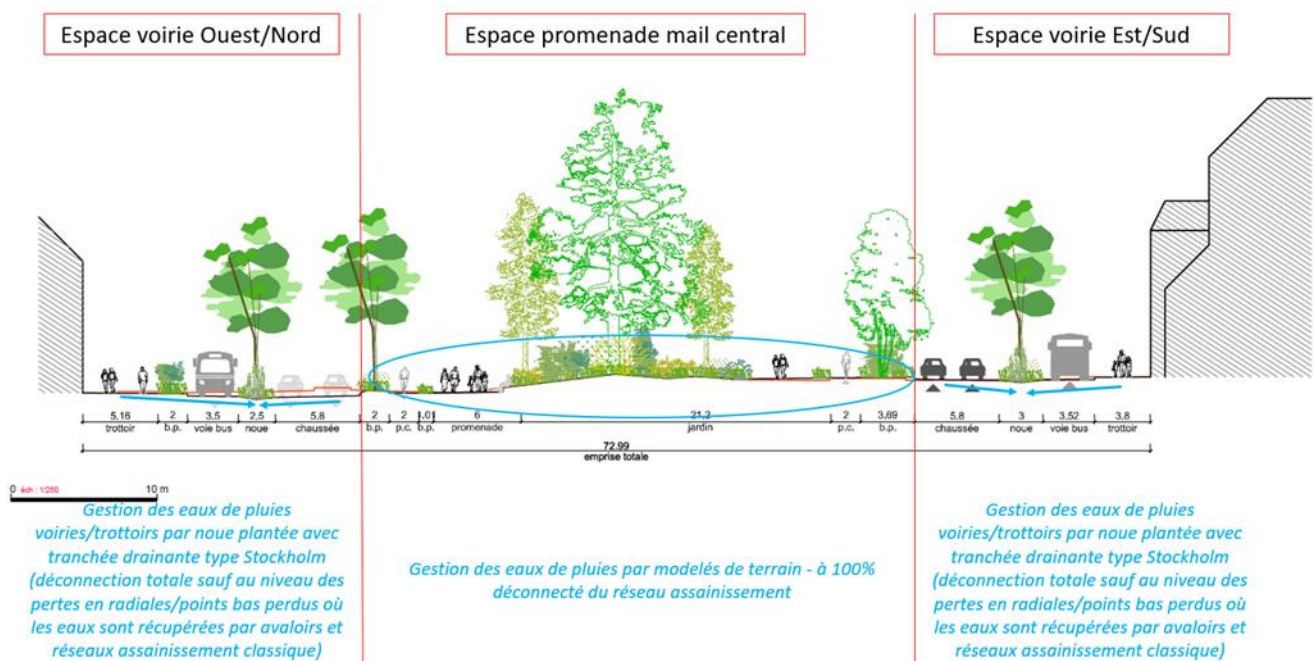 Espace voirie Ouest/Nord
Espace promenade mail central
Espace voirie Est/Sud
5,16 2 3,5 2,5 5,8 2 2 1.01 6 21,2 2 3,69 5,8 3 3,52 3,8
trottoir b.p. voie bus noue chaussée b.p. p.c. b.p. promenade jardin p.c. b.p. chaussée noue voie bus trottoir
72.99
emprise totale
0 éch : 1/250 10 m
Gestion des eaux de pluies
voiries/trottoirs par noue plantée avec
tranchée drainante type Stockholm
(déconnection totale sauf au niveau des
pertes en radiales/points bas perdus où
les eaux sont récupérées par avaloirs et
réseaux assainissement classique)
Gestion des eaux de pluies par modelés de terrain - à 100%
déconnecté du réseau assainissement
Gestion des eaux de pluies
voiries/trottoirs par noue plantée avec
tranchée drainante type Stockholm
(déconnection totale sauf au niveau des
pertes en radiales/points bas perdus où
les eaux sont récupérées par avaloirs et
réseaux assainissement classique)